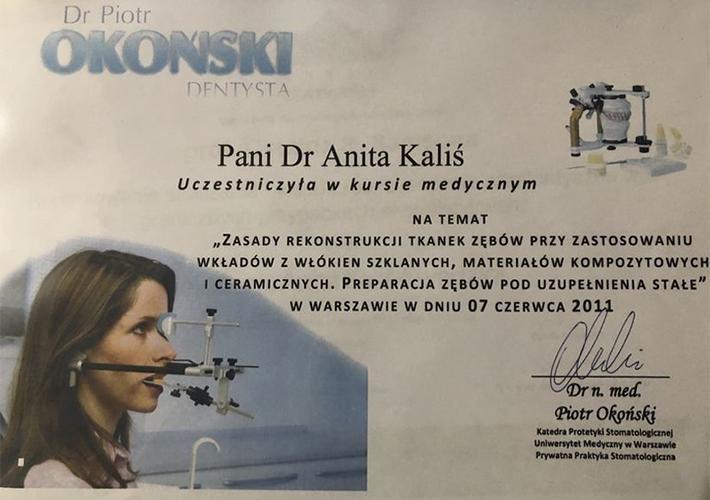 Dr Piotr
OKOŃSKI
DENTYSTA
Pani Dr Anita Kaliś
Uczestniczyła w kursie medycznym
NA TEMAT
„ZASADY REKONSTRUKCJI TKANEK ZĘBÓW PRZY ZASTOSOWANIU
WKŁADÓW Z WŁÓKIEN SZKLANYCH, MATERIAŁÓW KOMPOZYTOWYCH
I CERAMICZNYCH. PREPARACJA ZĘBÓW POD UZUPEŁNIENIA STAŁE”
W WARSZAWIE W DNIU 07 CZERWCA 2011
Dr n. med.
Piotr Okoński
Katedra Protetyki Stomatologicznej
Uniwersytet Medyczny w Warszawie
Prywatna Praktyka Stomatologiczna